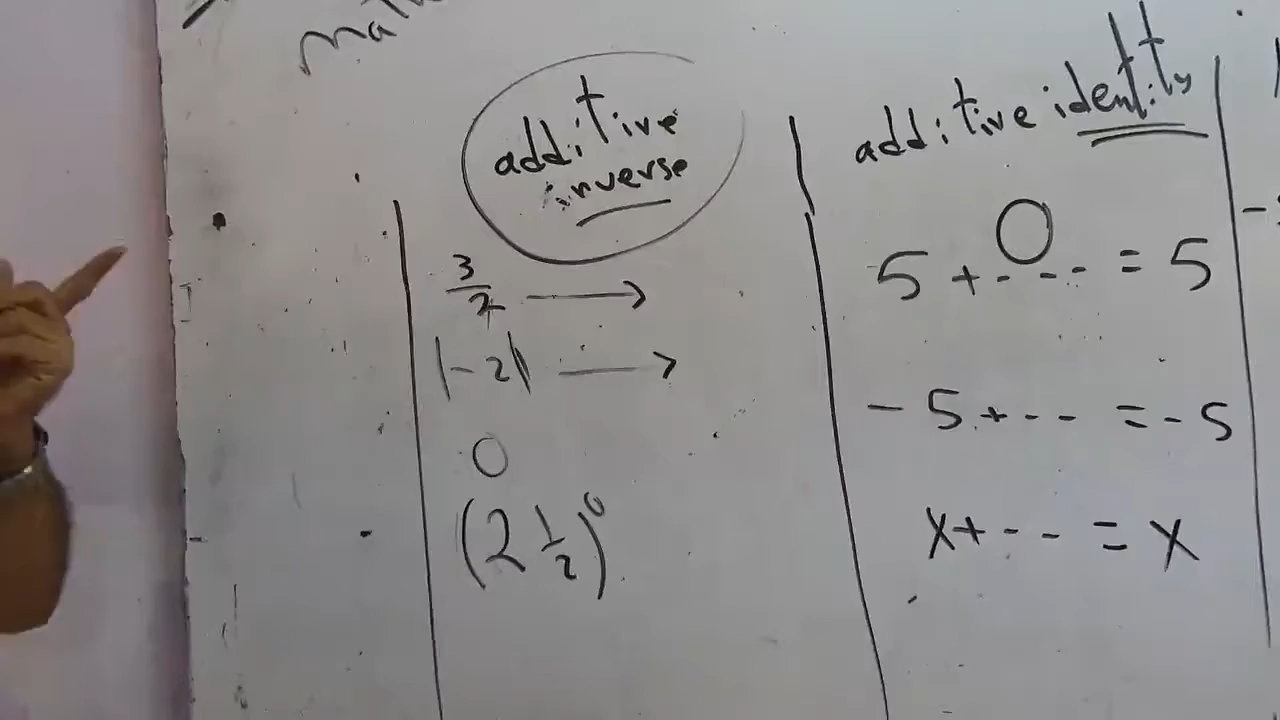 additive
inverse
3/2 →
|-2| →
0
(2 1/2)^0
additive identity
5 + 0 --- = 5
- 5 + -- = - 5
x + -- = x